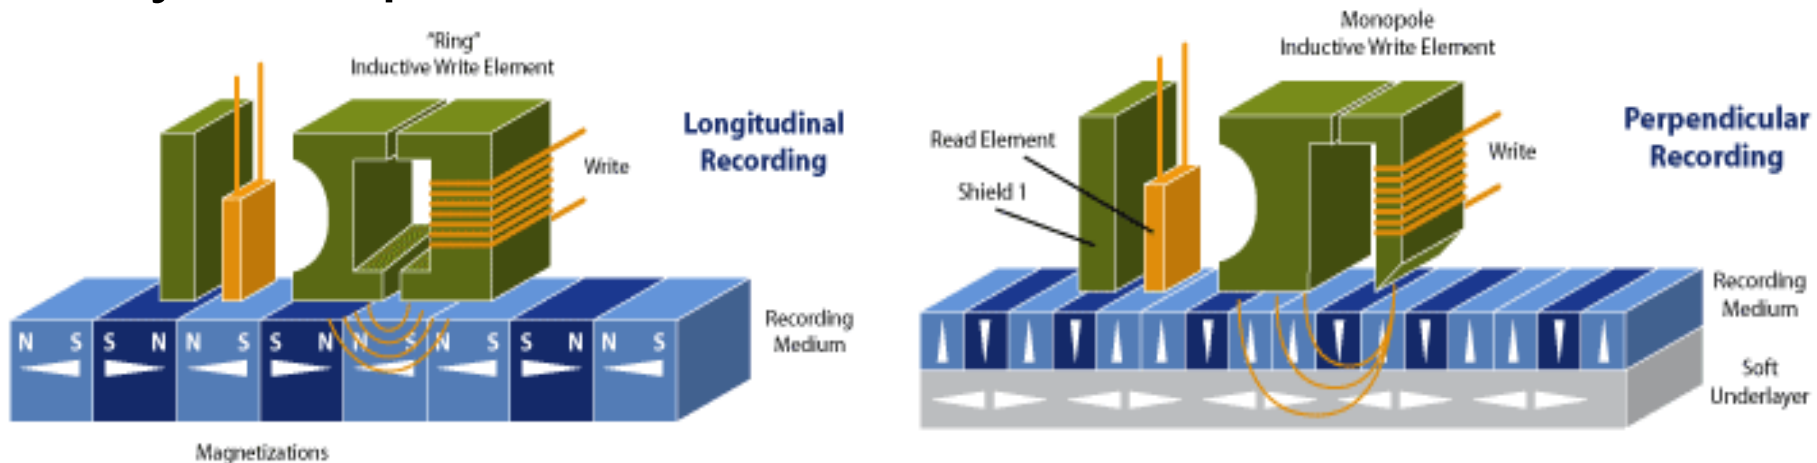 "Ring"
Inductive Write Element
Longitudinal
Recording
Write
N S S N N S S N N S N S S N N S
Recording
Medium
Magnetizations
Monopole
Inductive Write Element
Perpendicular
Recording
Read Element
Shield 1
Write
Recording
Medium
Soft
Underlayer